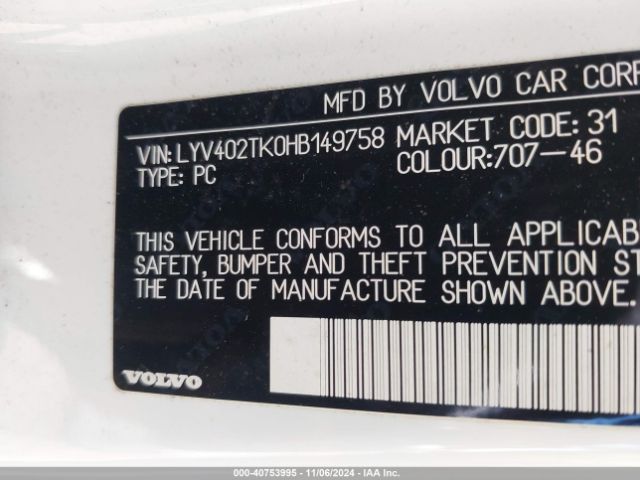 MFD BY VOLVO CAR CORP
VIN: LYV402TK0HB149758 MARKET CODE: 31
TYPE: PC COLOUR:707-46
THIS VEHICLE CONFORMS TO ALL APPLICAB
SAFETY, BUMPER AND THEFT PREVENTION ST
THE DATE OF MANUFACTURE SHOWN ABOVE.
VOLVO
000-40753995 - 11/06/2024 - IAA Inc.